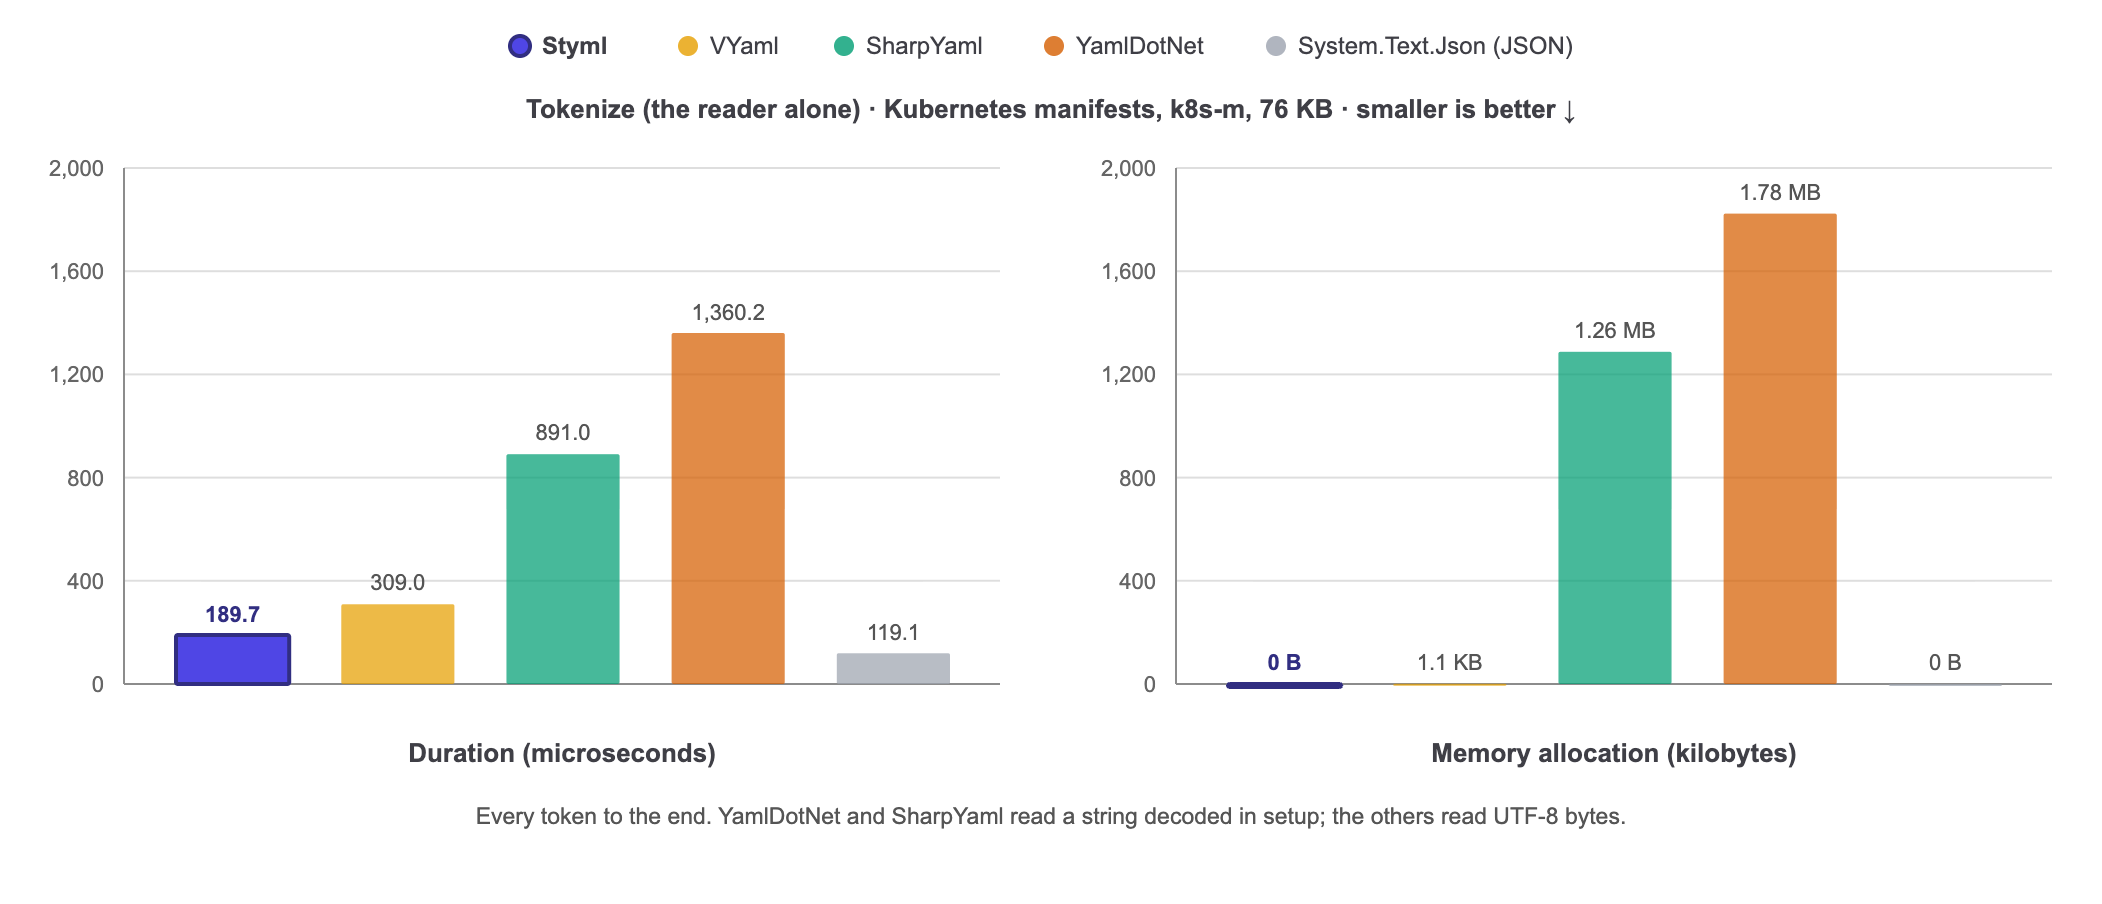 Styml VYaml SharpYaml YamlDotNet System.Text.Json (JSON)
Tokenize (the reader alone) · Kubernetes manifests, k8s-m, 76 KB · smaller is better ↓
2,000
1,600
1,200
800
400
0
189.7
309.0
891.0
1,360.2
119.1
Duration (microseconds)
2,000
1,600
1,200
800
400
0
0 B
1.1 KB
1.26 MB
1.78 MB
0 B
Memory allocation (kilobytes)
Every token to the end. YamlDotNet and SharpYaml read a string decoded in setup; the others read UTF-8 bytes.